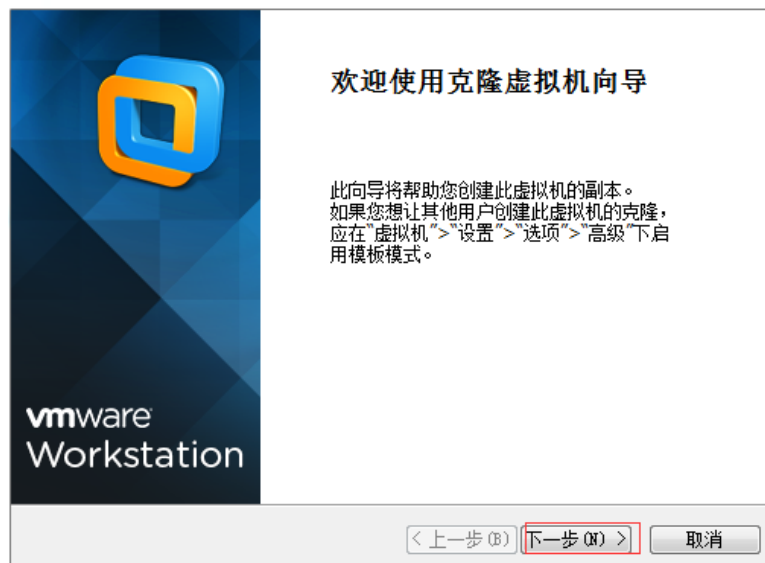 欢迎使用克隆虚拟机向导
此向导将帮助您创建此虚拟机的副本。
如果您想让其他用户创建此虚拟机的克隆，
应在"虚拟机">"设置">"选项">"高级"下启
用模板模式。
vmware
Workstation
< 上一步(B) 下一步(N) > 取消